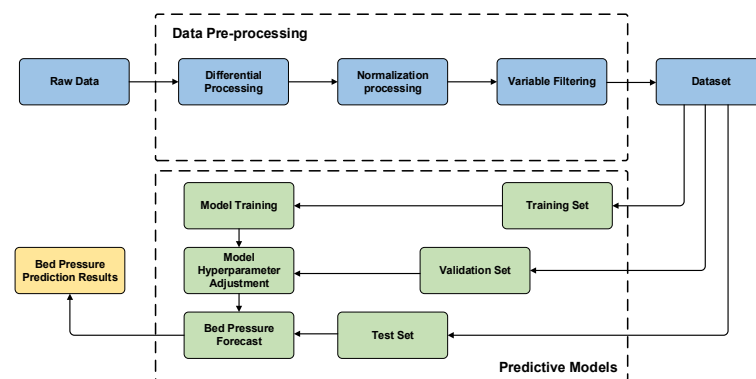 Data Pre-processing
Raw Data
Differential
Processing
Normalization
processing
Variable Filtering
Dataset
Model Training
Training Set
Bed Pressure
Prediction Results
Model
Hyperparameter
Adjustment
Validation Set
Bed Pressure
Forecast
Test Set
Predictive Models